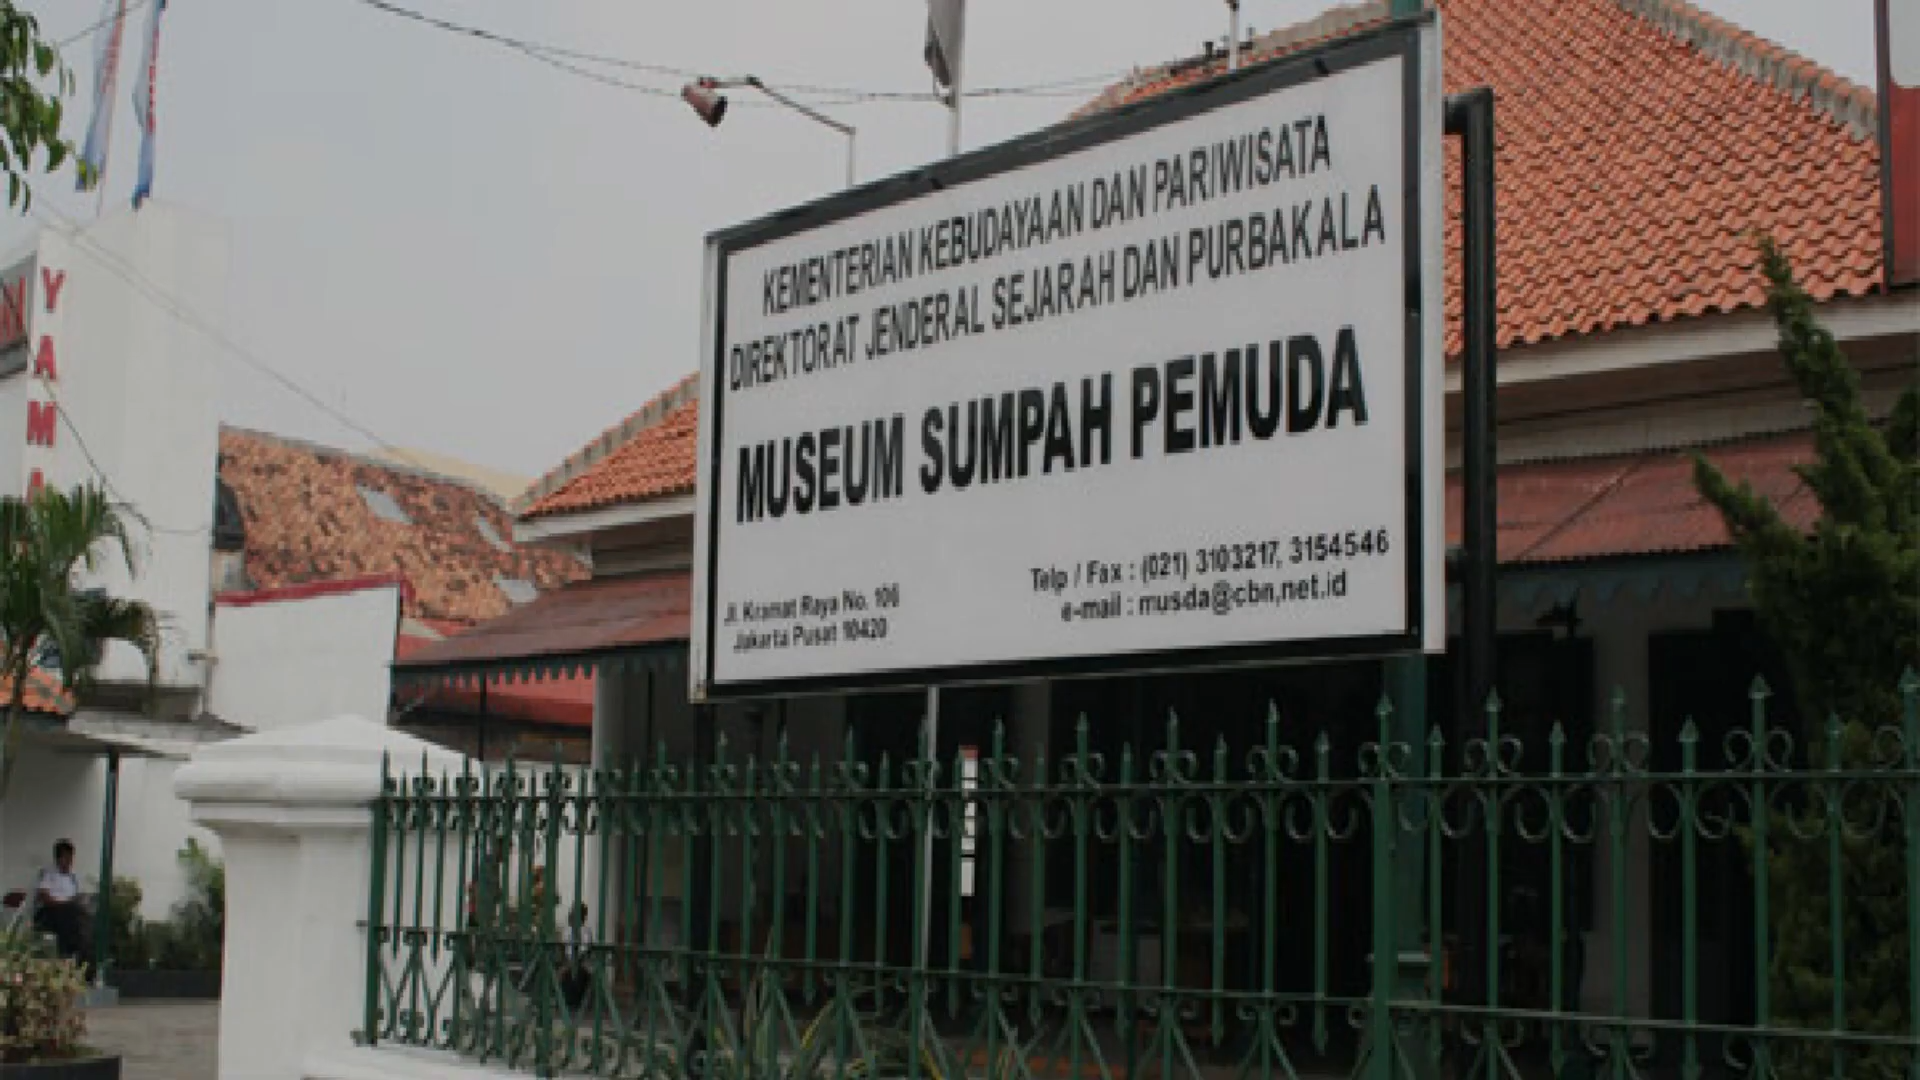 KEMENTERIAN KEBUDAYAAN DAN PARIWISATA
DIREKTORAT JENDERAL SEJARAH DAN PURBAKALA
MUSEUM SUMPAH PEMUDA
Jl. Kramat Raya No. 106
Jakarta Pusat 10420
Telp / Fax : (021) 3103217, 3154546
e-mail : musda@cbn,net.id
YAMA